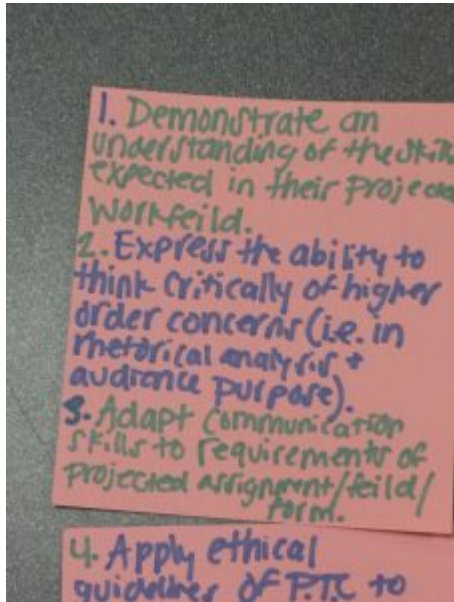 1. Demonstrate an
understanding of the skills
expected in their projected
workfeild.
2. Express the ability to
think critically of higher
order concerns (i.e. in
rhetorical analysis +
audience purpose).
3. Adapt communication
skills to requirements of
projected assignment/feild/
form.
4. Apply ethical
guidelines of P.T.C to